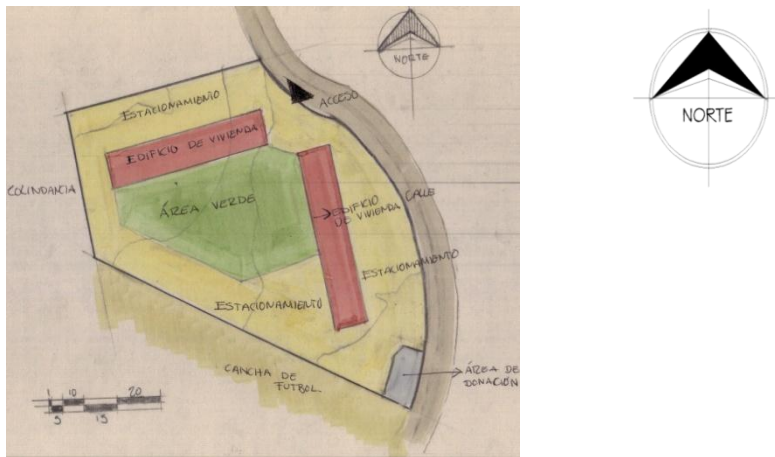 NORTE
NORTE
ACCESO
ESTACIONAMIENTO
EDIFICIO DE VIVIENDA
COLINDANCIA
ÁREA VERDE
CALLE
EDIFICIO
DE VIVIENDA
ESTACIONAMIENTO
ESTACIONAMIENTO
CANCHA DE
FUTBOL
ÁREA DE
DONACIÓN
1 10 20
5 15